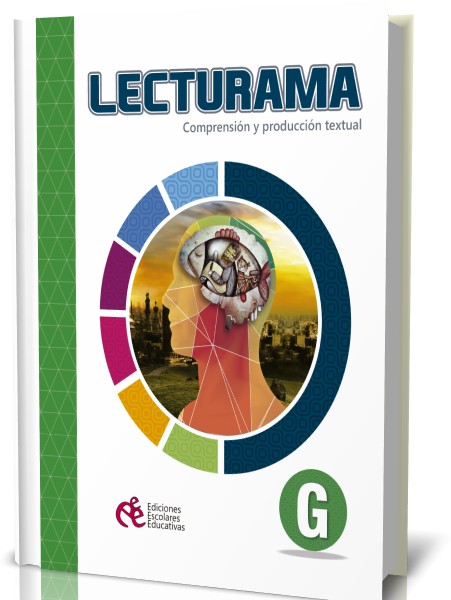 LECTURAMA
Comprensión y producción textual
Ediciones
Escolares
Educativas
G